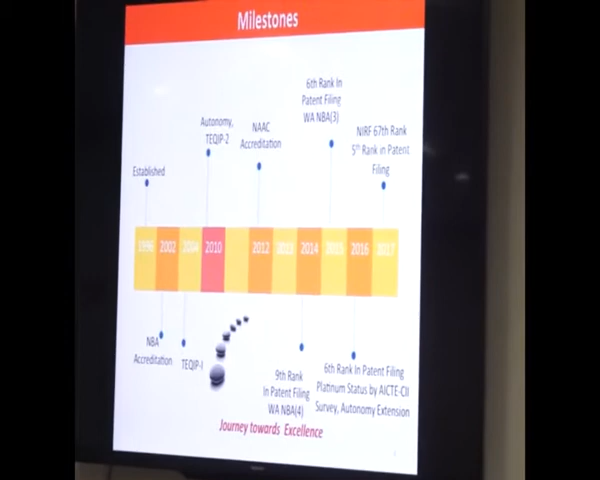 Milestones
6th Rank In
Patent Filing
WA NBA(3)
Autonomy,
TEQIP-2
NAAC
Accreditation
NIRF 67th Rank
5th Rank in Patent
Filing
Established
1996 2002 2004 2010 2012 2013 2014 2015 2016 2017
NBA
Accreditation
TEQIP-I
9th Rank
In Patent Filing
WA NBA(4)
6th Rank In Patent Filing
Platinum Status by AICTE-CII
Survey, Autonomy Extension
Journey towards Excellence